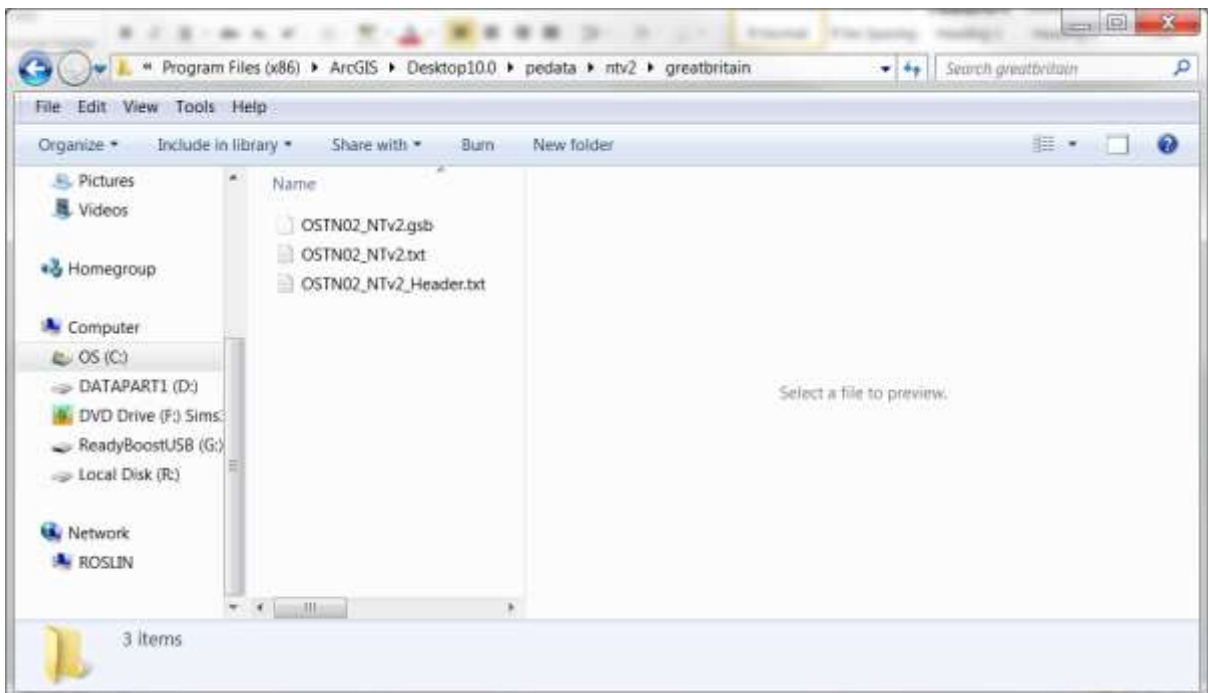 « Program Files (x86) ▸ ArcGIS ▸ Desktop10.0 ▸ pedata ▸ ntv2 ▸ greatbritain
Search greatbritain
File Edit View Tools Help
Organize Include in library Share with Burn New folder
Pictures
Videos
Homegroup
Computer
OS (C:)
DATAPART1 (D:)
DVD Drive (F:) Sims
ReadyBoostUSB (G:)
Local Disk (R:)
Network
ROSLIN
Name
OSTN02_NTv2.gsb
OSTN02_NTv2.txt
OSTN02_NTv2_Header.txt
Select a file to preview.
3 items